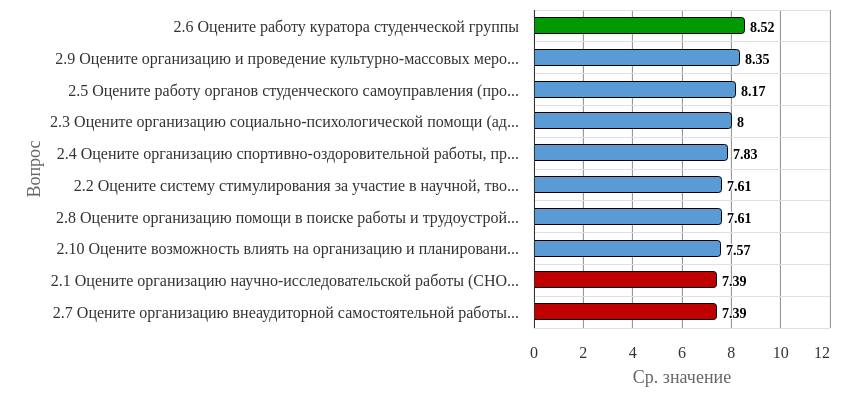 2.6 Оцените работу куратора студенческой группы 8.52
2.9 Оцените организацию и проведение культурно-массовых меро... 8.35
2.5 Оцените работу органов студенческого самоуправления (про... 8.17
2.3 Оцените организацию социально-психологической помощи (ад... 8
2.4 Оцените организацию спортивно-оздоровительной работы, пр... 7.83
2.2 Оцените систему стимулирования за участие в научной, тво... 7.61
2.8 Оцените организацию помощи в поиске работы и трудоустрой... 7.61
2.10 Оцените возможность влиять на организацию и планировани... 7.57
2.1 Оцените организацию научно-исследовательской работы (СНО... 7.39
2.7 Оцените организацию внеаудиторной самостоятельной работы... 7.39
Вопрос
0 2 4 6 8 10 12
Ср. значение